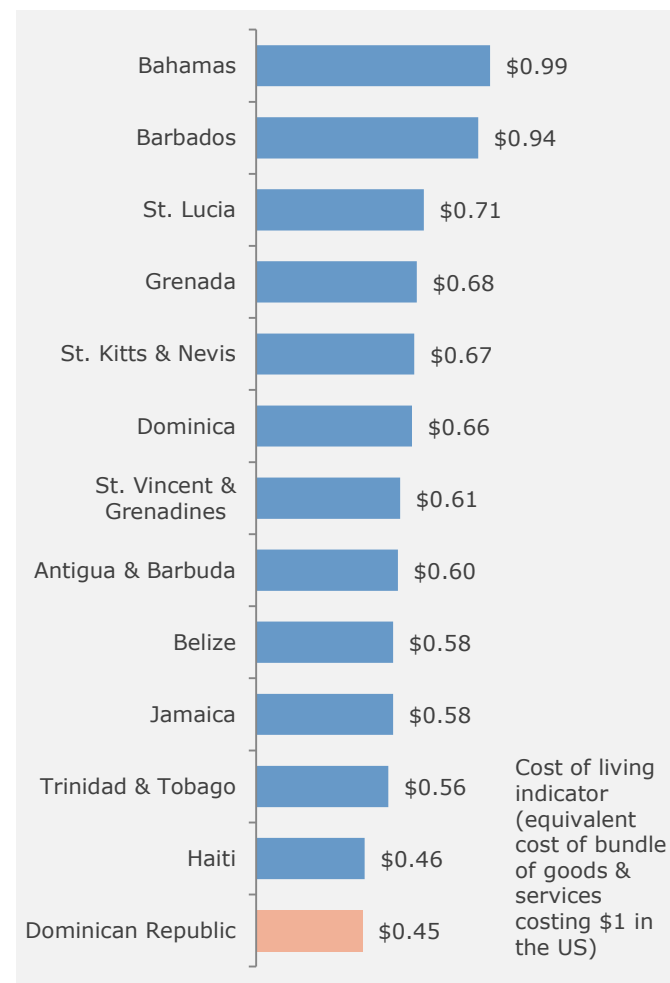 Bahamas $0.99
Barbados $0.94
St. Lucia $0.71
Grenada $0.68
St. Kitts & Nevis $0.67
Dominica $0.66
St. Vincent &
Grenadines $0.61
Antigua & Barbuda $0.60
Belize $0.58
Jamaica $0.58
Trinidad & Tobago $0.56
Haiti $0.46
Dominican Republic $0.45
Cost of living
indicator
(equivalent
cost of bundle
of goods &
services
costing $1 in
the US)